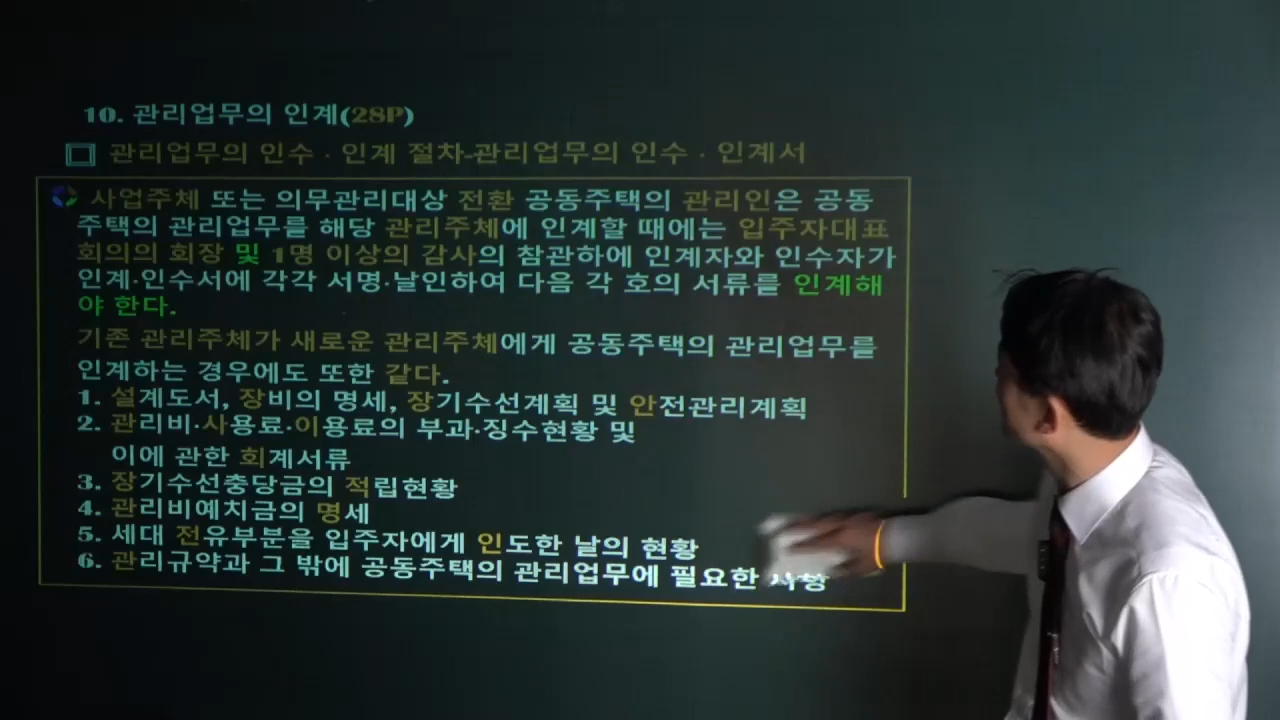 10. 관리업무의 인계(28P)
관리업무의 인수 · 인계 절차-관리업무의 인수 · 인계서
사업주체 또는 의무관리대상 전환 공동주택의 관리인은 공동
주택의 관리업무를 해당 관리주체에 인계할 때에는 입주자대표
회의의 회장 및 1명 이상의 감사의 참관하에 인계자와 인수자가
인계·인수서에 각각 서명·날인하여 다음 각 호의 서류를 인계해
야 한다.
기존 관리주체가 새로운 관리주체에게 공동주택의 관리업무를
인계하는 경우에도 또한 같다.
1. 설계도서, 장비의 명세, 장기수선계획 및 안전관리계획
2. 관리비·사용료·이용료의 부과·징수현황 및
이에 관한 회계서류
3. 장기수선충당금의 적립현황
4. 관리비예치금의 명세
5. 세대 전유부분을 입주자에게 인도한 날의 현황
6. 관리규약과 그 밖에 공동주택의 관리업무에 필요한 사항